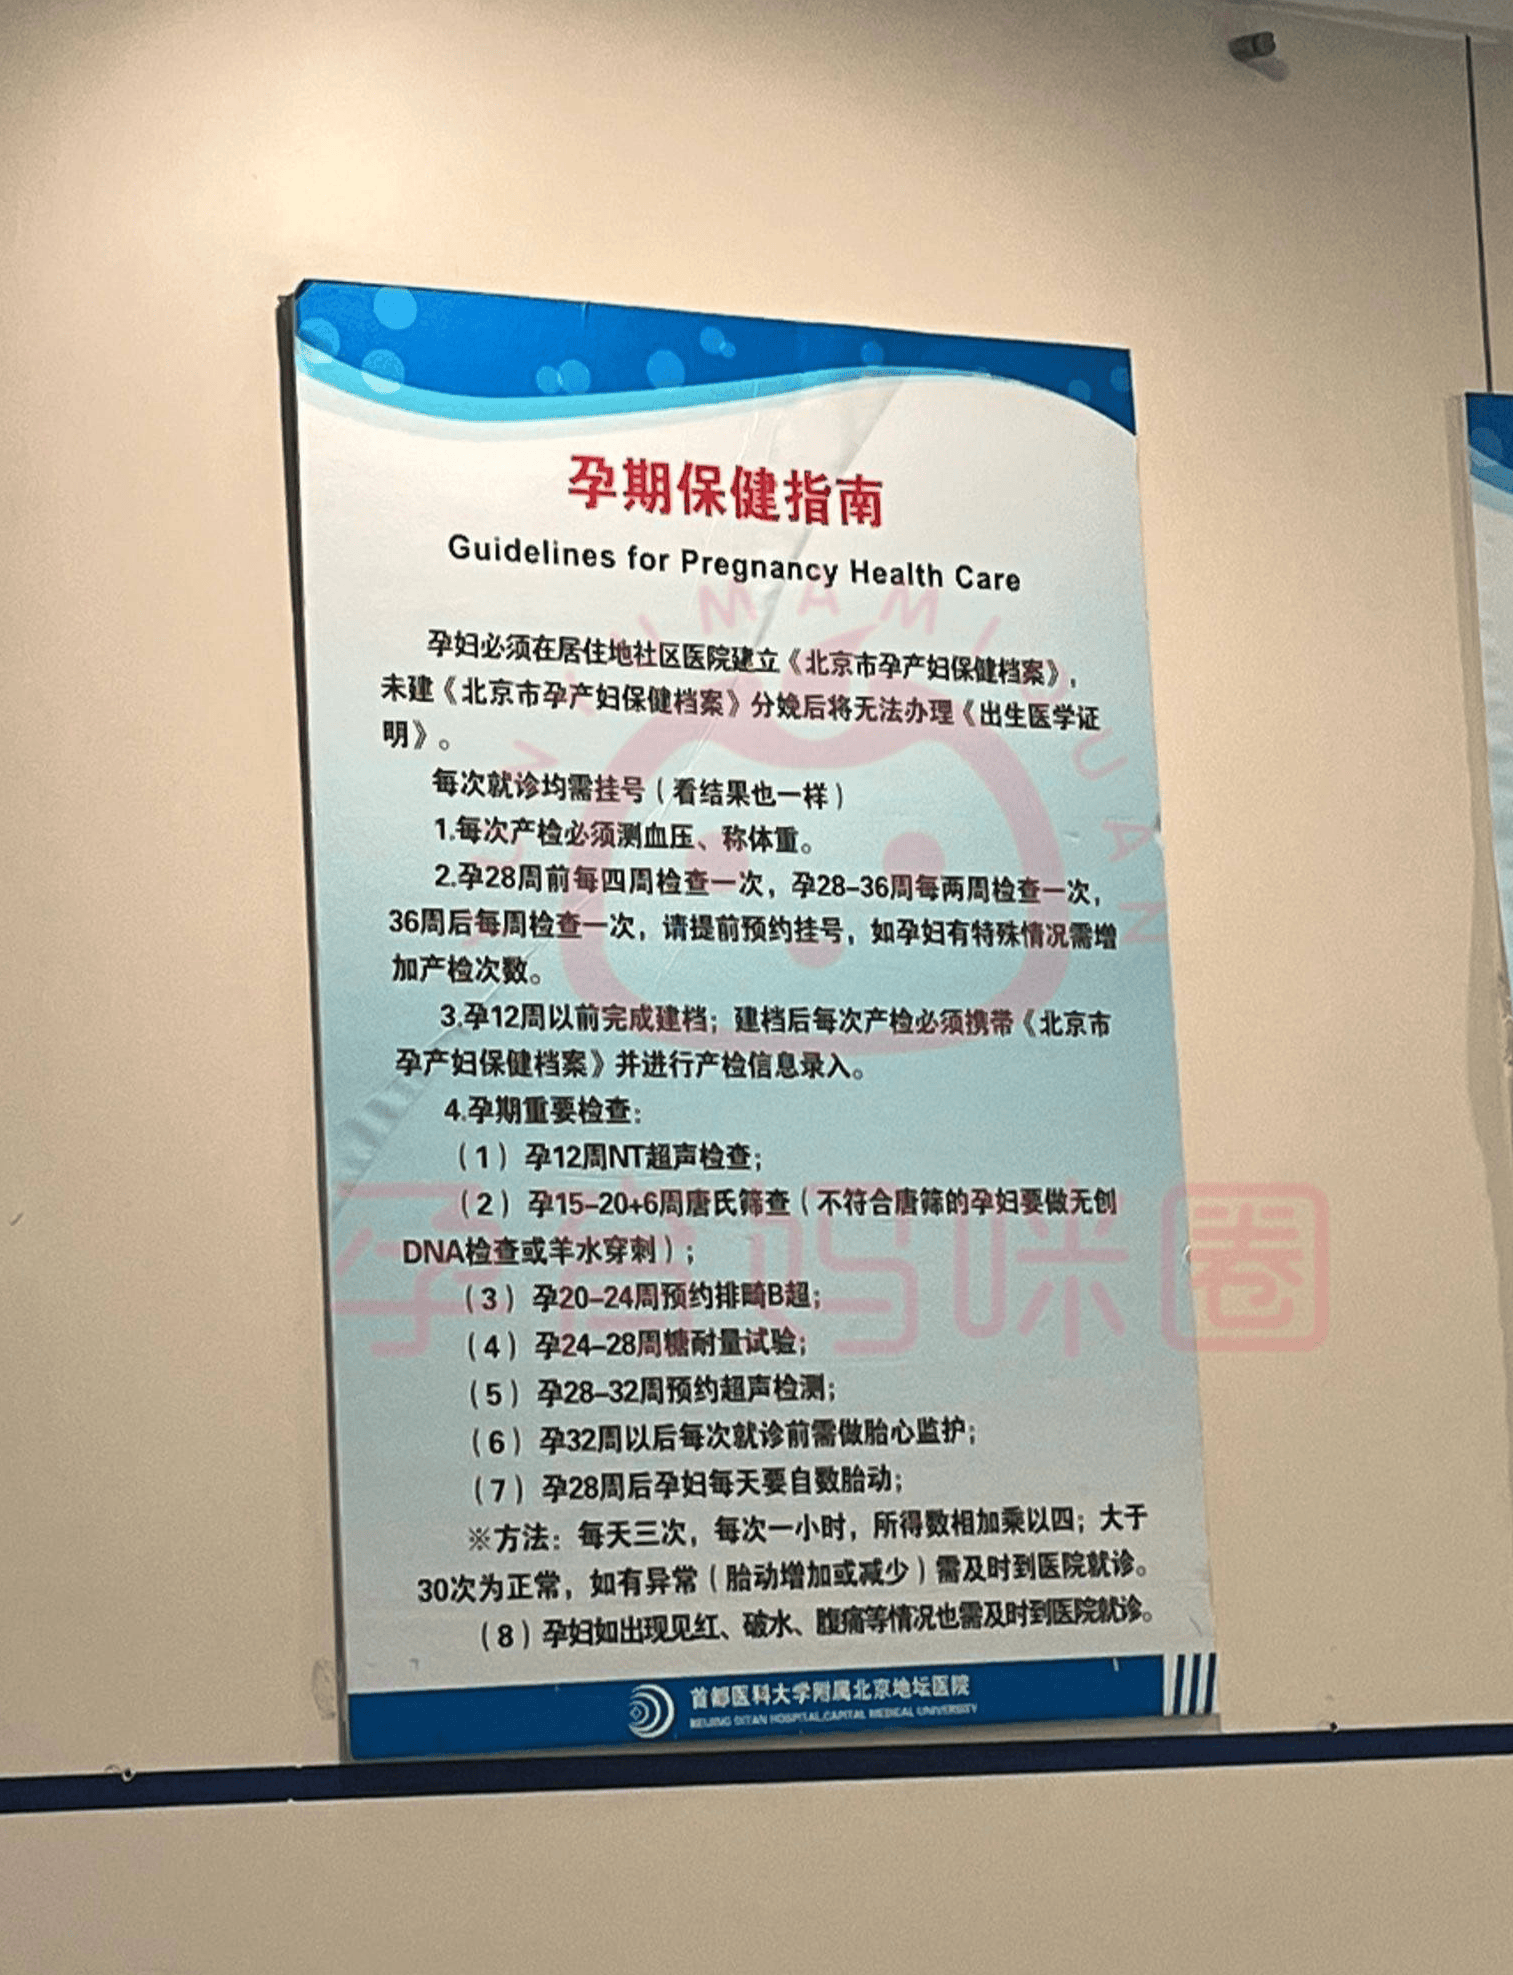 孕期保健指南
Guidelines for Pregnancy Health Care
孕妇必须在居住地社区医院建立《北京市孕产妇保健档案》,
未建《北京市孕产妇保健档案》分娩后将无法办理《出生医学证
明》。
每次就诊均需挂号(看结果也一样)
1.每次产检必须测血压、称体重。
2.孕28周前每四周检查一次,孕28-36周每两周检查一次,
36周后每周检查一次,请提前预约挂号,如孕妇有特殊情况需增
加产检次数。
3.孕12周以前完成建档;建档后每次产检必须携带《北京市
孕产妇保健档案》并进行产检信息录入。
4.孕期重要检查:
(1)孕12周NT超声检查;
(2)孕15-20+6周唐氏筛查(不符合唐筛的孕妇要做无创
DNA检查或羊水穿刺);
(3)孕20-24周预约排畸B超;
(4)孕24-28周糖耐量试验;
(5)孕28-32周预约超声检测;
(6)孕32周以后每次就诊前需做胎心监护;
(7)孕28周后孕妇每天要自数胎动;
※方法:每天三次,每次一小时,所得数相加乘以四;大于
30次为正常,如有异常(胎动增加或减少)需及时到医院就诊。
(8)孕妇如出现见红、破水、腹痛等情况也需及时到医院就诊。
首都医科大学附属北京地坛医院
BEIJING DITAN HOSPITAL,CAPITAL MEDICAL UNIVERSITY
孕育妈咪圈